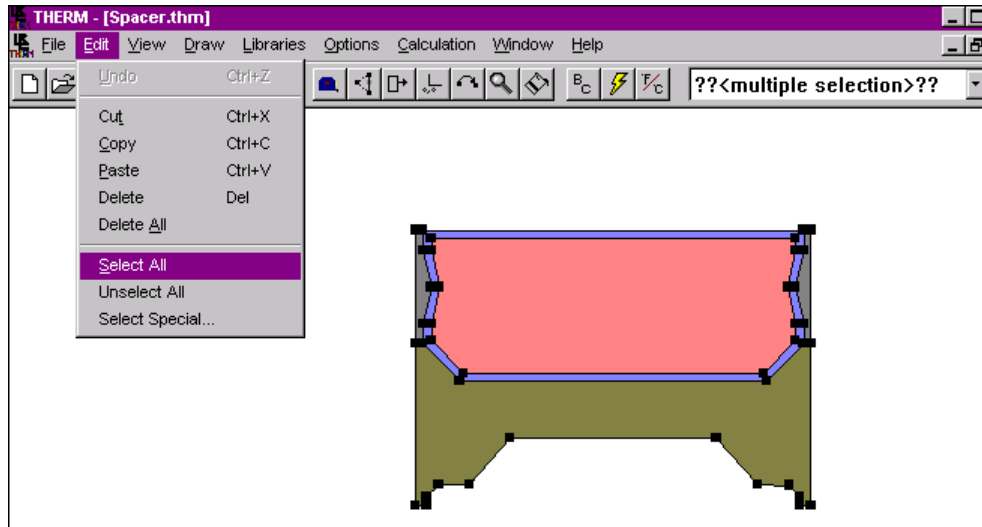 THERM - [Spacer.thm]
File Edit View Draw Libraries Options Calculation Window Help
BC °F/°C ??<multiple selection>??
Undo Ctrl+Z
Cut Ctrl+X
Copy Ctrl+C
Paste Ctrl+V
Delete Del
Delete All
Select All
Unselect All
Select Special...